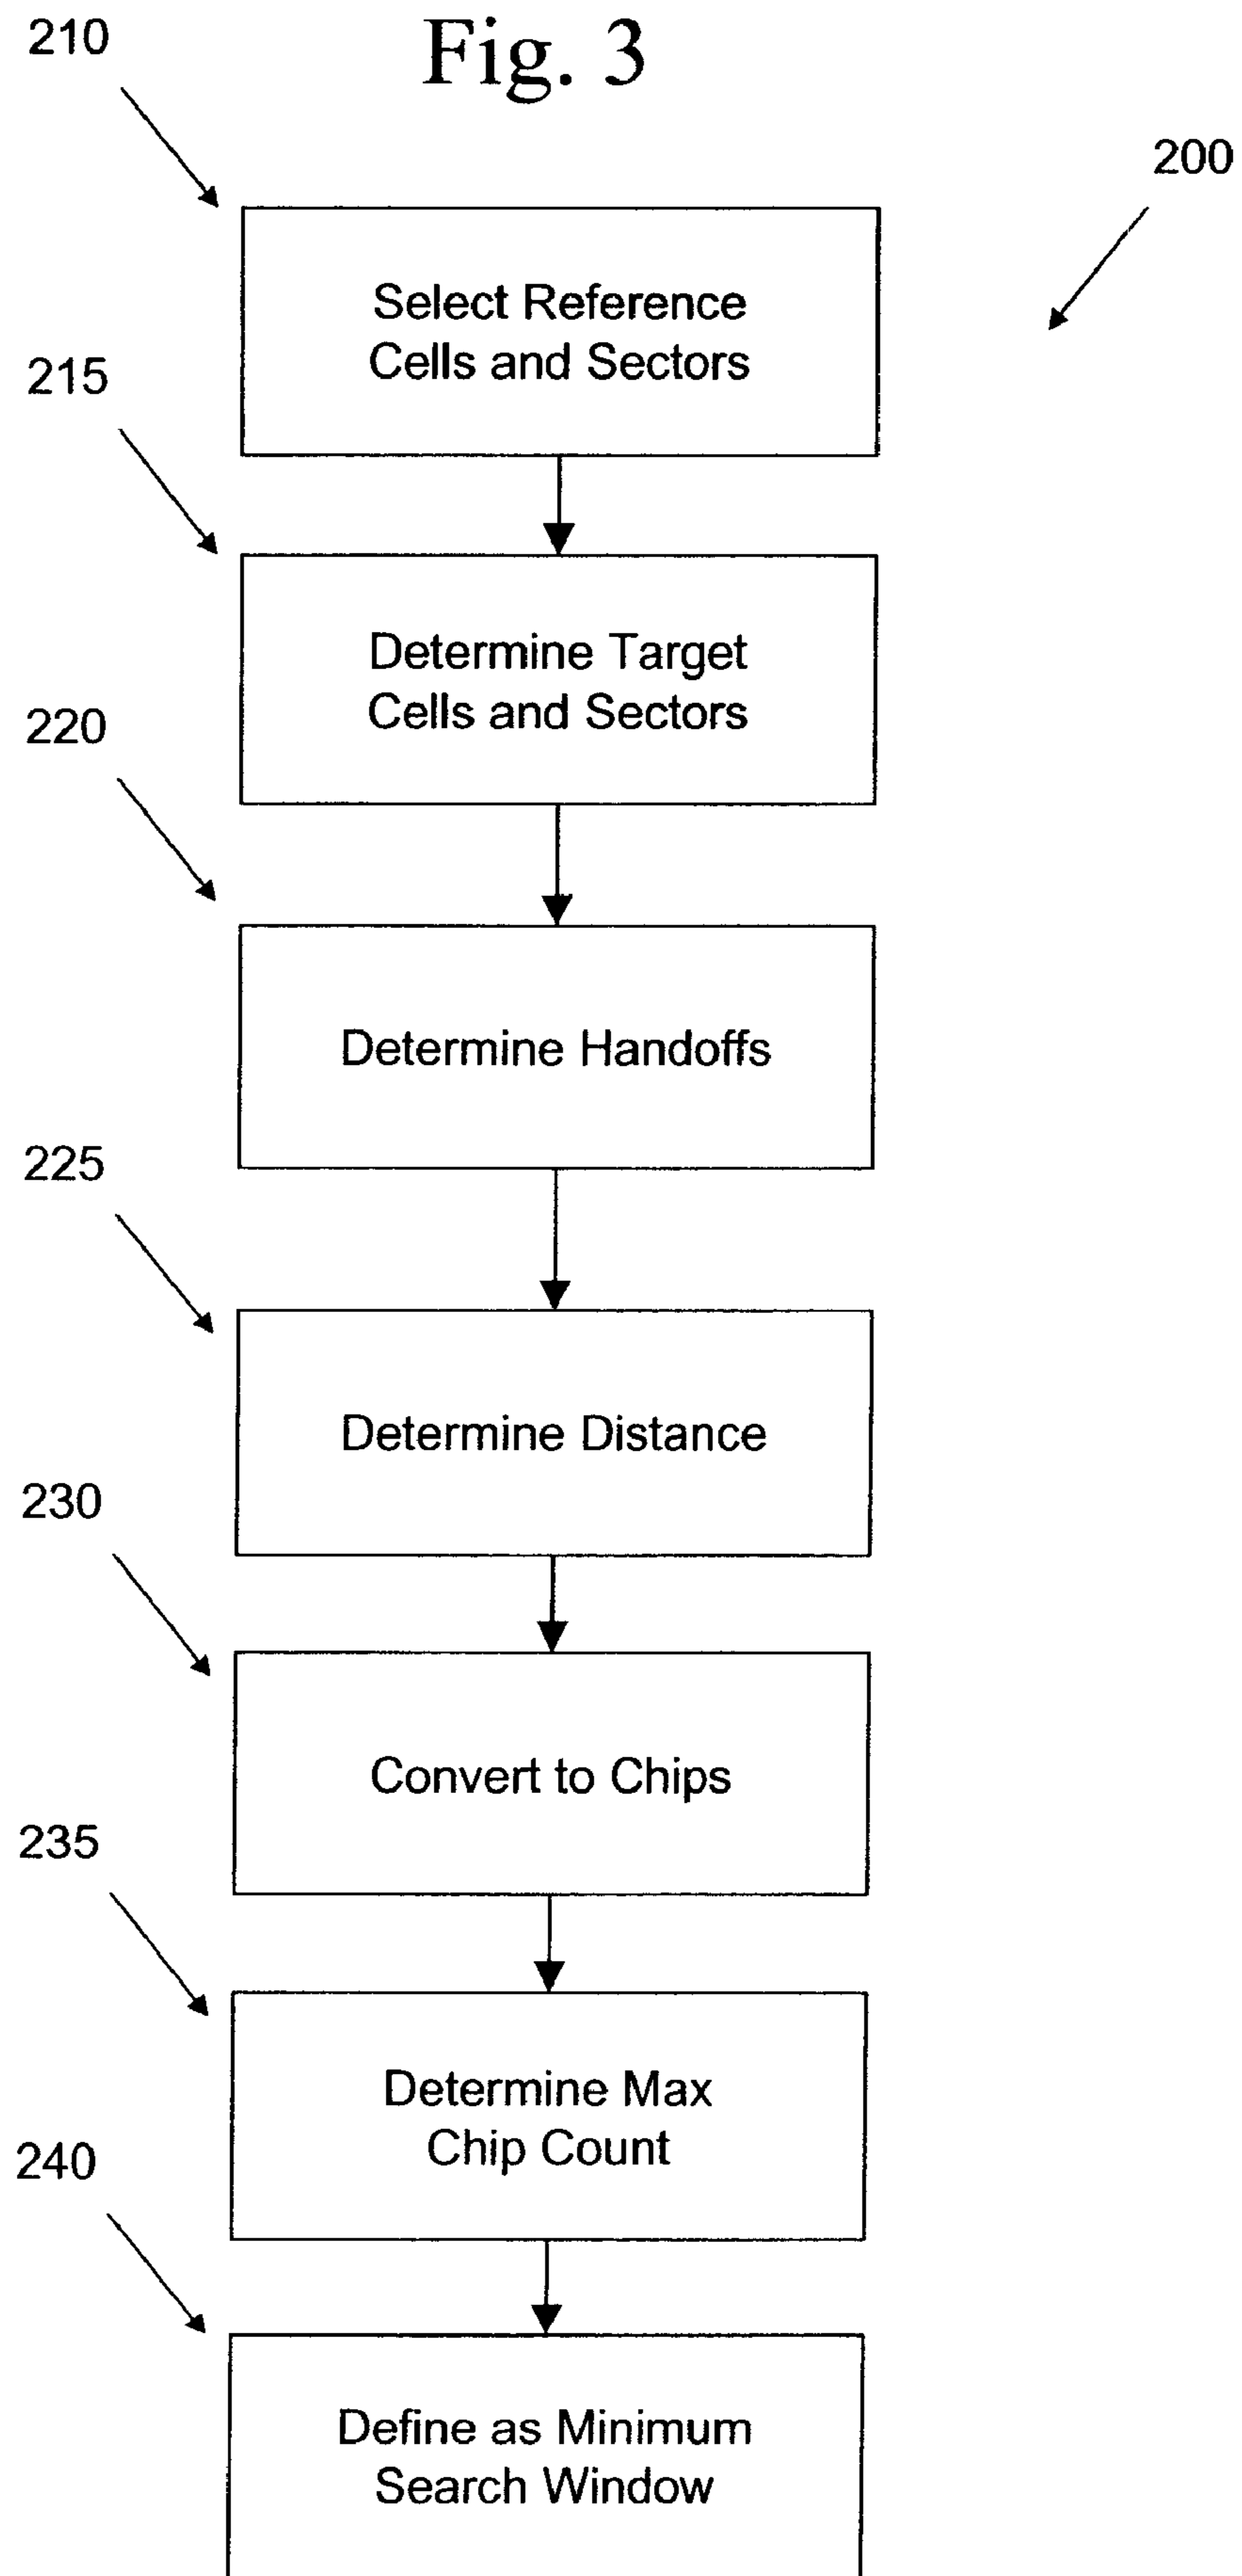 Fig. 3
210
200
Select Reference
Cells and Sectors
215
Determine Target
Cells and Sectors
220
Determine Handoffs
225
Determine Distance
230
Convert to Chips
235
Determine Max
Chip Count
240
Define as Minimum
Search Window